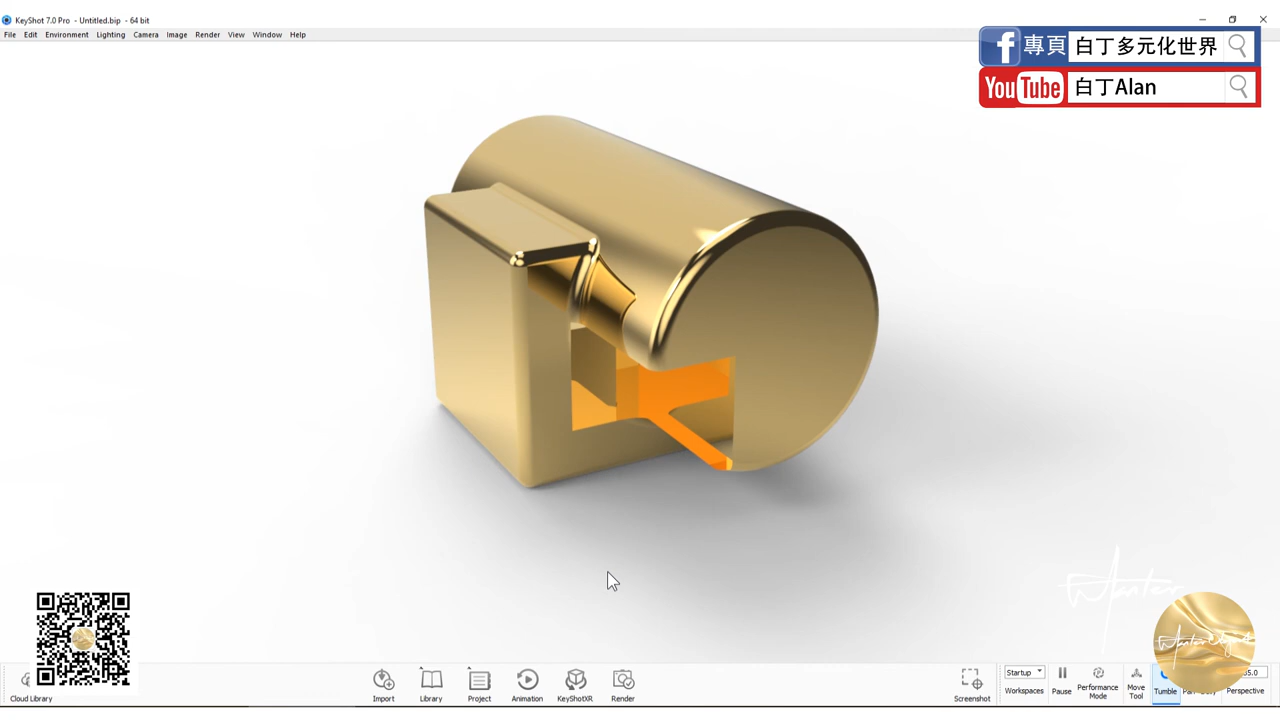 KeyShot 7.0 Pro - Untitled.bip - 64 bit
File Edit Environment Lighting Camera Image Render View Window Help
f 專頁 白丁多元化世界
YouTube 白丁Alan
Startup
Cloud Library Import Library Project Animation KeyShotXR Render Screenshot Workspaces Pause Performance Mode Move Tool Tumble Perspective